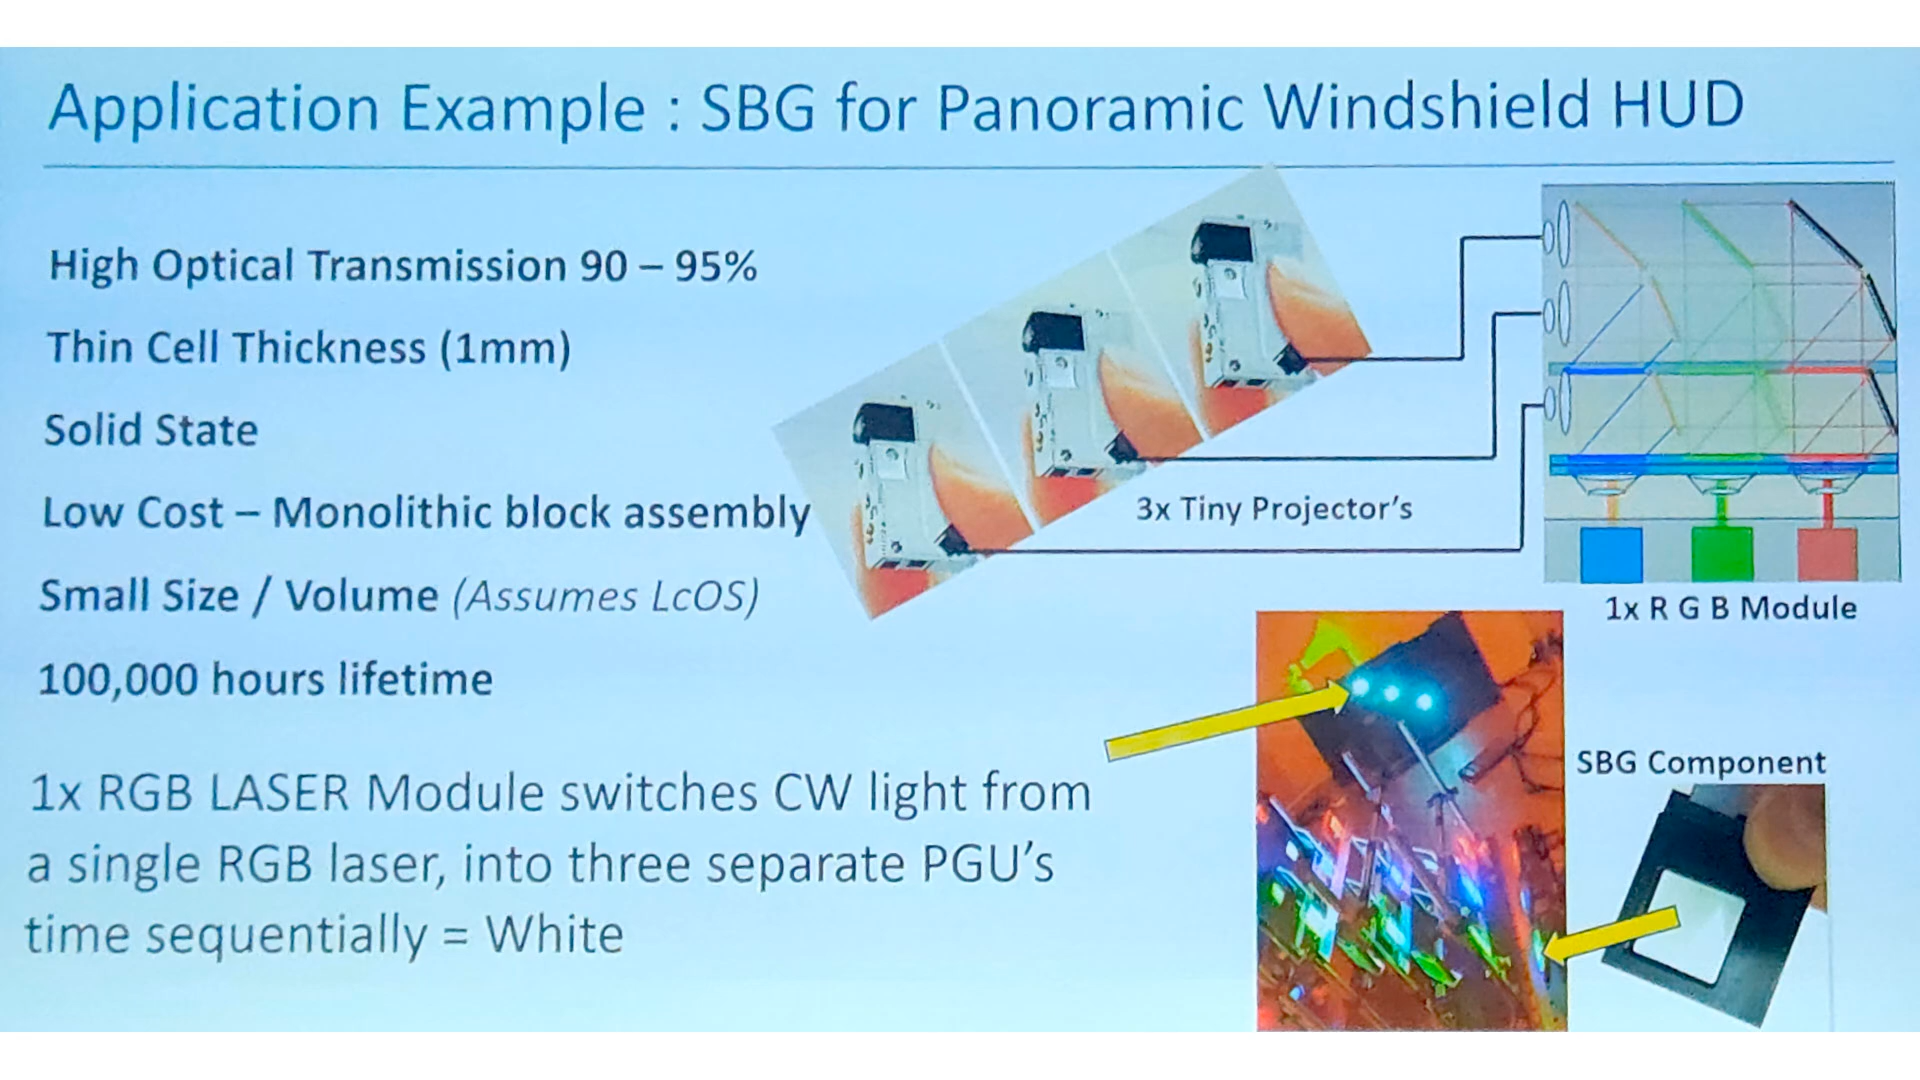 Application Example : SBG for Panoramic Windshield HUD
High Optical Transmission 90 – 95%
Thin Cell Thickness (1mm)
Solid State
Low Cost – Monolithic block assembly
Small Size / Volume (Assumes LcOS)
100,000 hours lifetime
1x RGB LASER Module switches CW light from
a single RGB laser, into three separate PGU's
time sequentially = White
3x Tiny Projector's
1x R G B Module
SBG Component